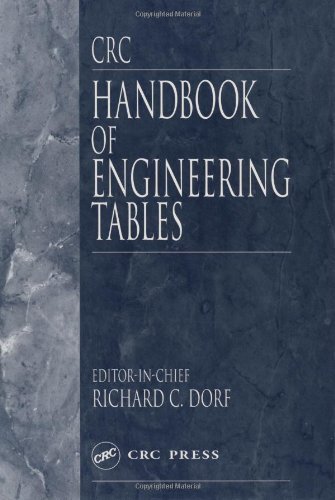 CRC
HANDBOOK
OF
ENGINEERING
TABLES
EDITOR-IN-CHIEF
RICHARD C. DORF
CRC CRC PRESS